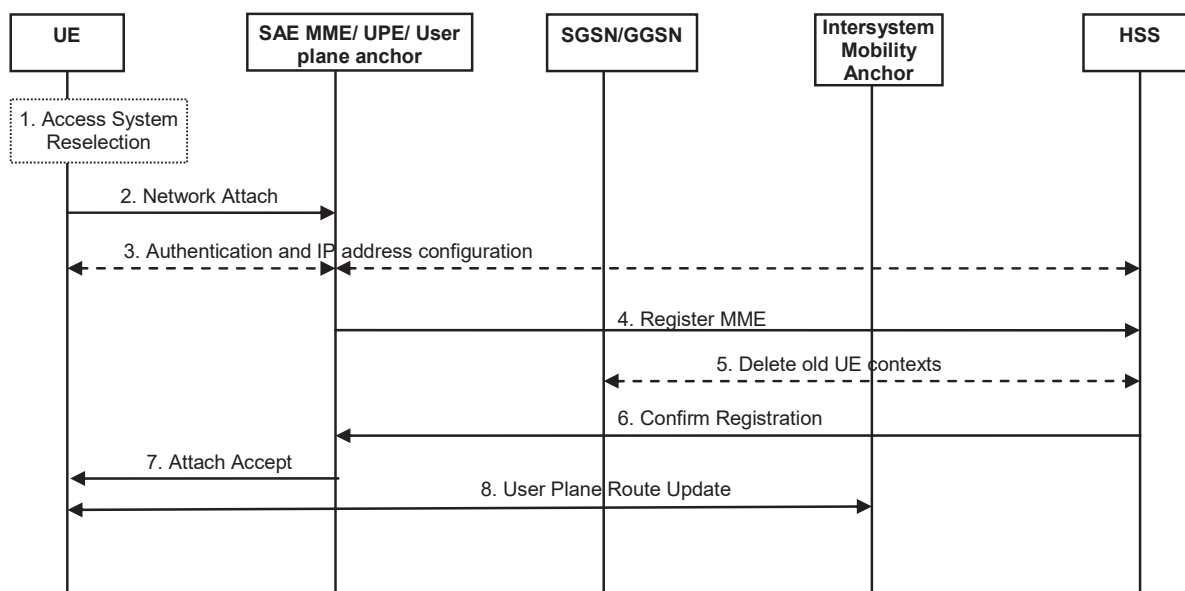 UE
SAE MME/ UPE/ User
plane anchor
SGSN/GGSN
Intersystem
Mobility
Anchor
HSS
1. Access System
Reselection
2. Network Attach
3. Authentication and IP address configuration
4. Register MME
5. Delete old UE contexts
6. Confirm Registration
7. Attach Accept
8. User Plane Route Update